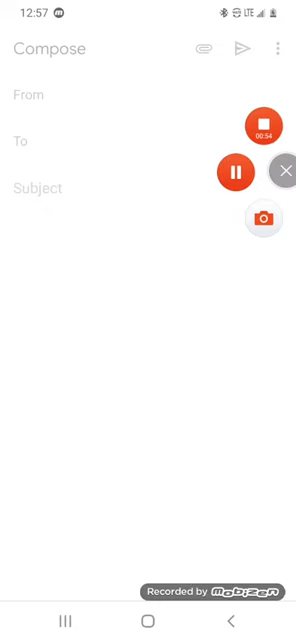 12:57 m LTE
Compose
From
00:54
To
Subject
Recorded by mobizen